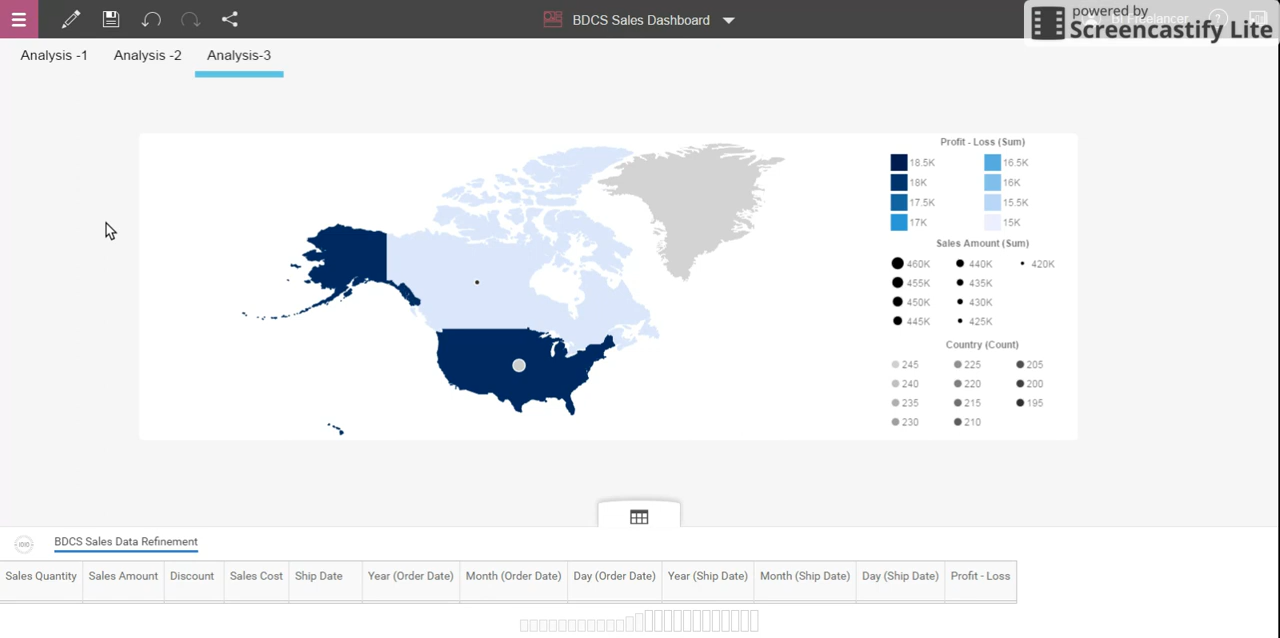 BDCS Sales Dashboard
powered by
BI Freelancer
Screencastify Lite
Analysis -1 Analysis -2 Analysis-3
Profit - Loss (Sum)
18.5K 16.5K
18K 16K
17.5K 15.5K
17K 15K
Sales Amount (Sum)
460K 440K 420K
455K 435K
450K 430K
445K 425K
Country (Count)
245 225 205
240 220 200
235 215 195
230 210
BDCS Sales Data Refinement
Sales Quantity Sales Amount Discount Sales Cost Ship Date Year (Order Date) Month (Order Date) Day (Order Date) Year (Ship Date) Month (Ship Date) Day (Ship Date) Profit - Loss